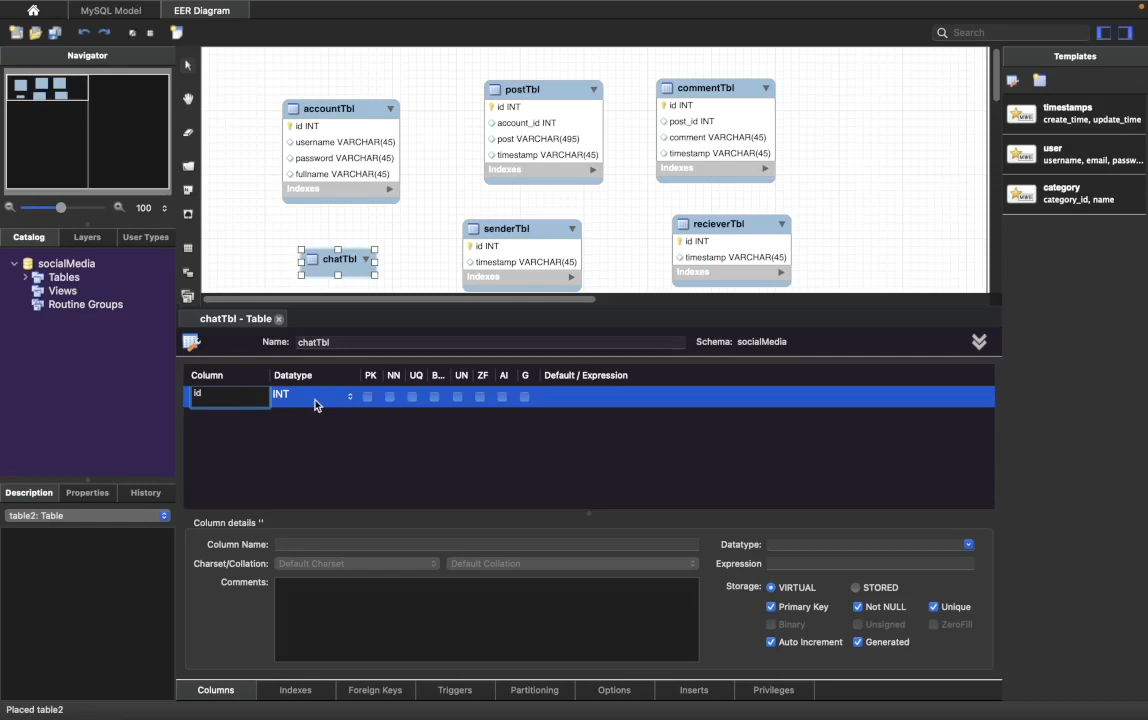 MySQL Model
EER Diagram
Search
Navigator
100
Catalog
Layers
User Types
socialMedia
Tables
Views
Routine Groups
Description
Properties
History
table2: Table
Placed table2
accountTbl
id INT
username VARCHAR(45)
password VARCHAR(45)
fullname VARCHAR(45)
Indexes
postTbl
id INT
account_id INT
post VARCHAR(495)
timestamp VARCHAR(45)
Indexes
commentTbl
id INT
post_id INT
comment VARCHAR(45)
timestamp VARCHAR(45)
Indexes
chatTbl
senderTbl
id INT
timestamp VARCHAR(45)
Indexes
recieverTbl
id INT
timestamp VARCHAR(45)
Indexes
Templates
timestamps
create_time, update_time
user
username, email, passw...
category
category_id, name
chatTbl - Table
Name: chatTbl Schema: socialMedia
Column Datatype PK NN UQ B... UN ZF AI G Default / Expression
id INT
Column details ''
Column Name:
Charset/Collation: Default Charset Default Collation
Comments:
Datatype:
Expression
Storage: VIRTUAL STORED
Primary Key Not NULL Unique
Binary Unsigned ZeroFill
Auto Increment Generated
Columns Indexes Foreign Keys Triggers Partitioning Options Inserts Privileges